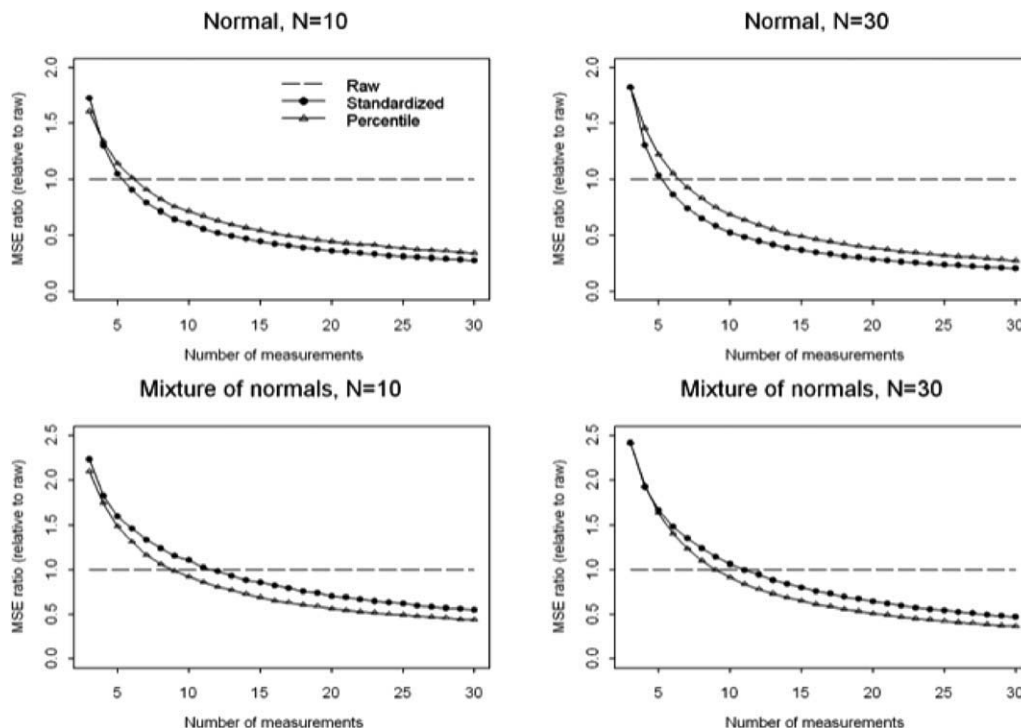 Normal, N=10
MSE ratio (relative to raw)
2.0
1.5
1.0
0.5
0.0
Raw
Standardized
Percentile
5 10 15 20 25 30
Number of measurements
Normal, N=30
MSE ratio (relative to raw)
2.0
1.5
1.0
0.5
0.0
5 10 15 20 25 30
Number of measurements
Mixture of normals, N=10
MSE ratio (relative to raw)
2.5
2.0
1.5
1.0
0.5
0.0
5 10 15 20 25 30
Number of measurements
Mixture of normals, N=30
MSE ratio (relative to raw)
2.5
2.0
1.5
1.0
0.5
0.0
5 10 15 20 25 30
Number of measurements